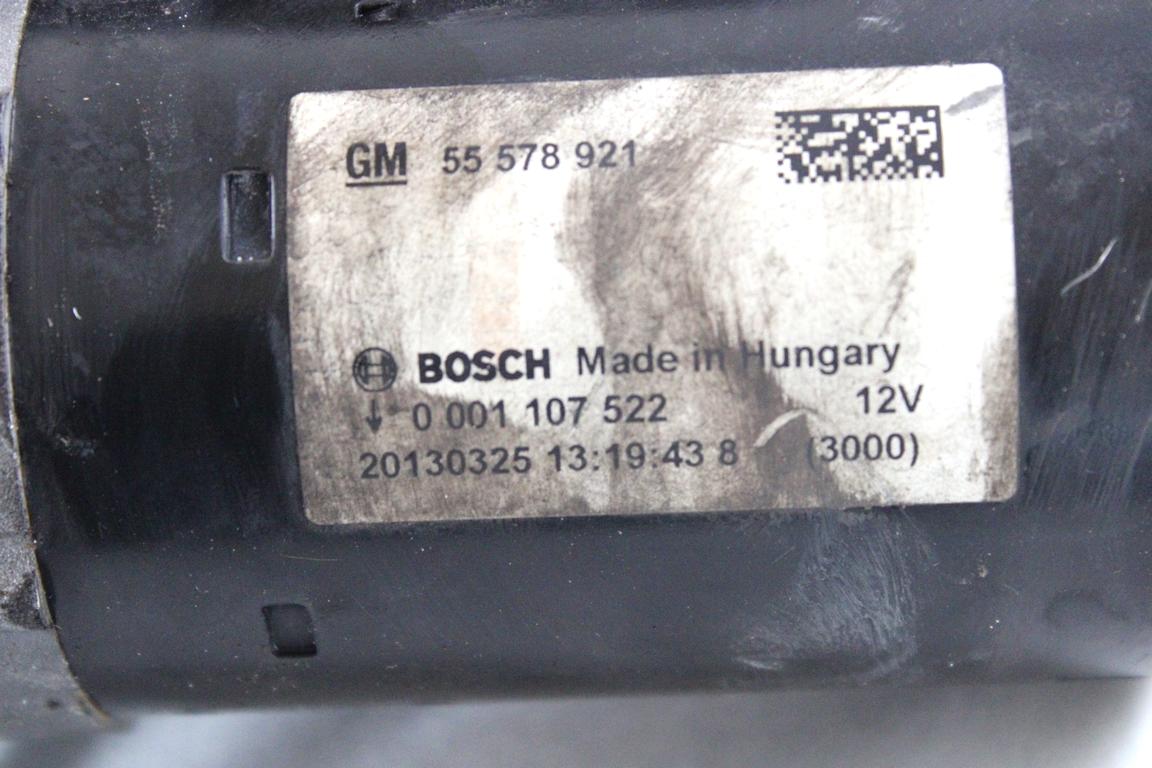 GM 55 578 921
BOSCH Made in Hungary
↓ 0 001 107 522 12V
20130325 13:19:43 8 (3000)